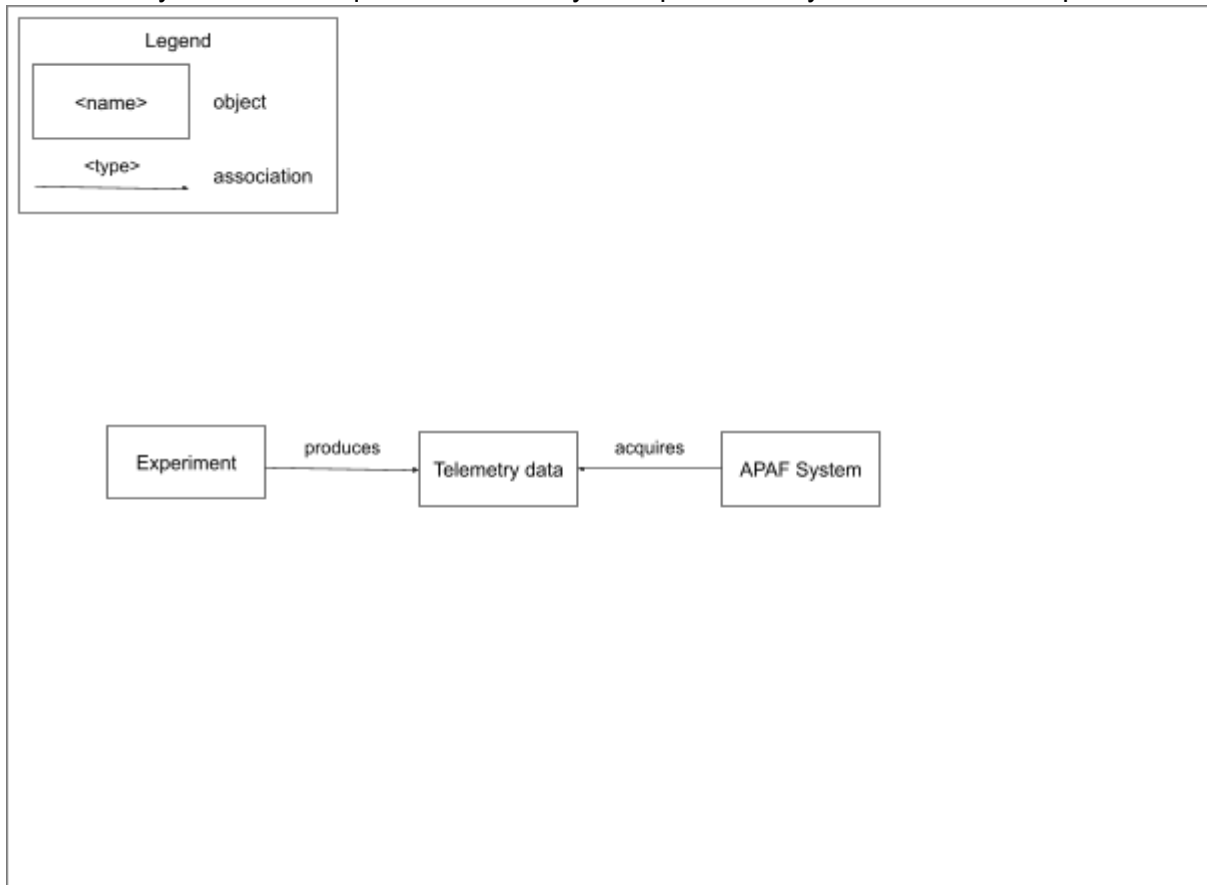 Legend
<name>
object
<type>
association
Experiment
produces
Telemetry data
acquires
APAF System